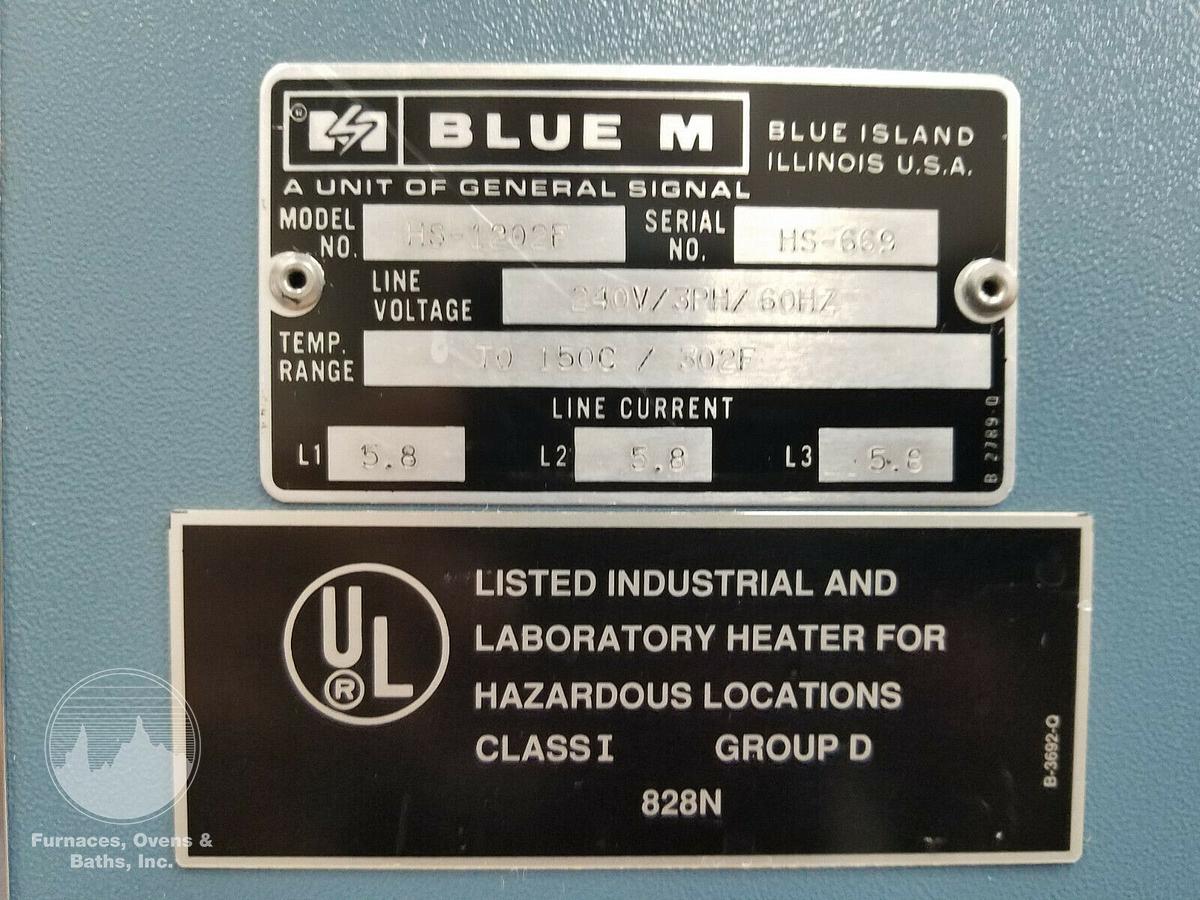 ® BLUE M
BLUE ISLAND
ILLINOIS U.S.A.
A UNIT OF GENERAL SIGNAL
MODEL NO. HS-1202F SERIAL NO. HS-669
LINE VOLTAGE 240V/3PH/60HZ
TEMP. RANGE TO 150C / 302F
LINE CURRENT
L1 5.8 L2 5.8 L3 5.8
B 2789-Q
UL ®
LISTED INDUSTRIAL AND
LABORATORY HEATER FOR
HAZARDOUS LOCATIONS
CLASS I GROUP D
828N
B-3692-Q
Furnaces, Ovens &
Baths, Inc.